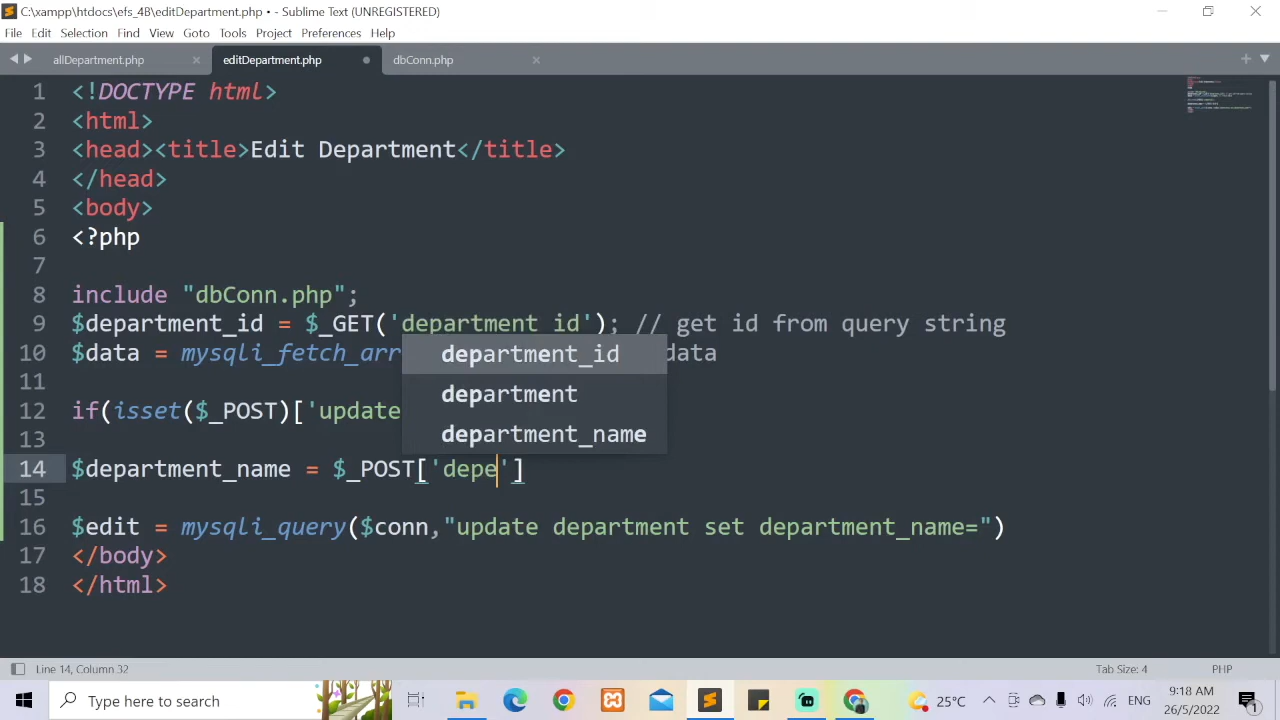 C:\xampp\htdocs\efs_4B\editDepartment.php • - Sublime Text (UNREGISTERED)
File Edit Selection Find View Goto Tools Project Preferences Help
allDepartment.php editDepartment.php dbConn.php
1 <!DOCTYPE html>
2 <html>
3 <head><title>Edit Department</title>
4 </head>
5 <body>
6 <?php
7
8 include "dbConn.php";
9 $department_id = $_GET('department_id'); // get id from query string
10 $data = mysqli_fetch_arr data
department_id
11
department
12 if(isset($_POST)['update
department_name
13
14 $department_name = $_POST['depe']
15
16 $edit = mysqli_query($conn,"update department set department_name=")
17 </body>
18 </html>
Line 14, Column 32 Tab Size: 4 PHP
Type here to search 25°C ENG 9:18 AM
26/5/2022 1